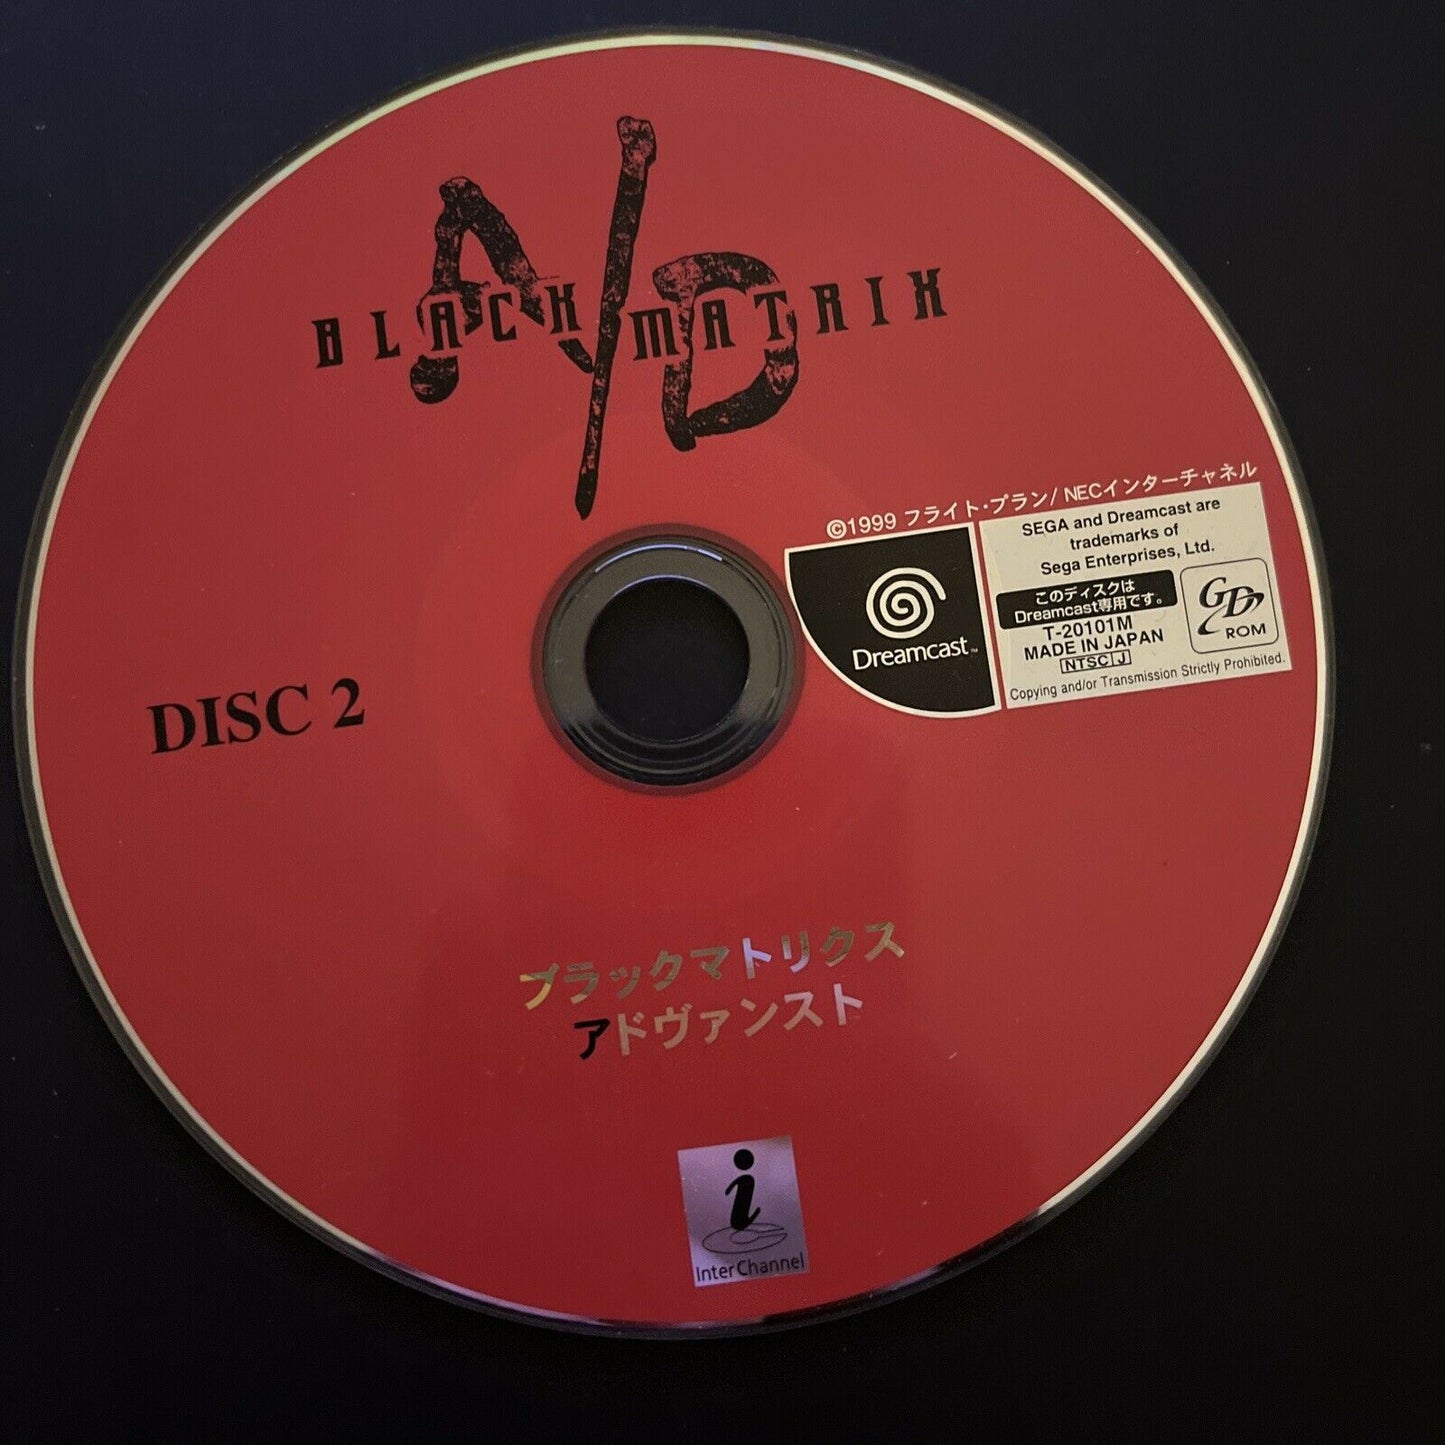 A/D
BLACK MATRIX
©1999 フライト・プラン/ NECインターチャネル
SEGA and Dreamcast are
trademarks of
Sega Enterprises, Ltd.
このディスクは
Dreamcast専用です。
T-20101M
MADE IN JAPAN
NTSC J
GD
ROM
Copying and/or Transmission Strictly Prohibited.
Dreamcast™
DISC 2
ブラックマトリクス
アドヴァンスト
i
InterChannel